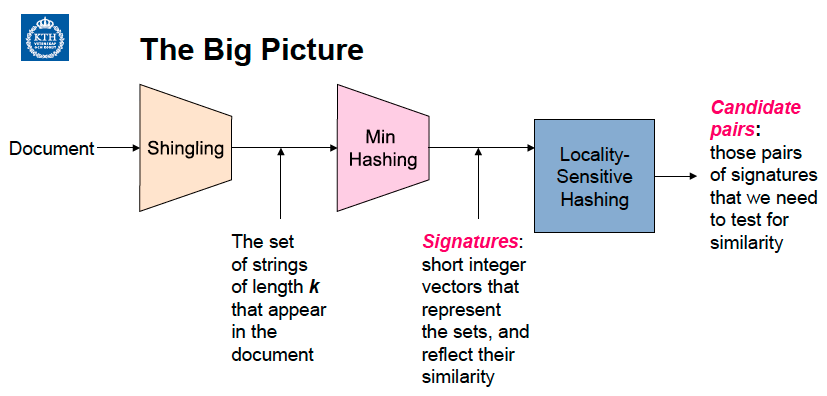 KTH
VETENSKAP
OCH KONST
The Big Picture
Document
Shingling
Min
Hashing
Locality-
Sensitive
Hashing
Candidate
pairs:
those pairs
of signatures
that we need
to test for
similarity
The set
of strings
of length k
that appear
in the
document
Signatures:
short integer
vectors that
represent
the sets, and
reflect their
similarity